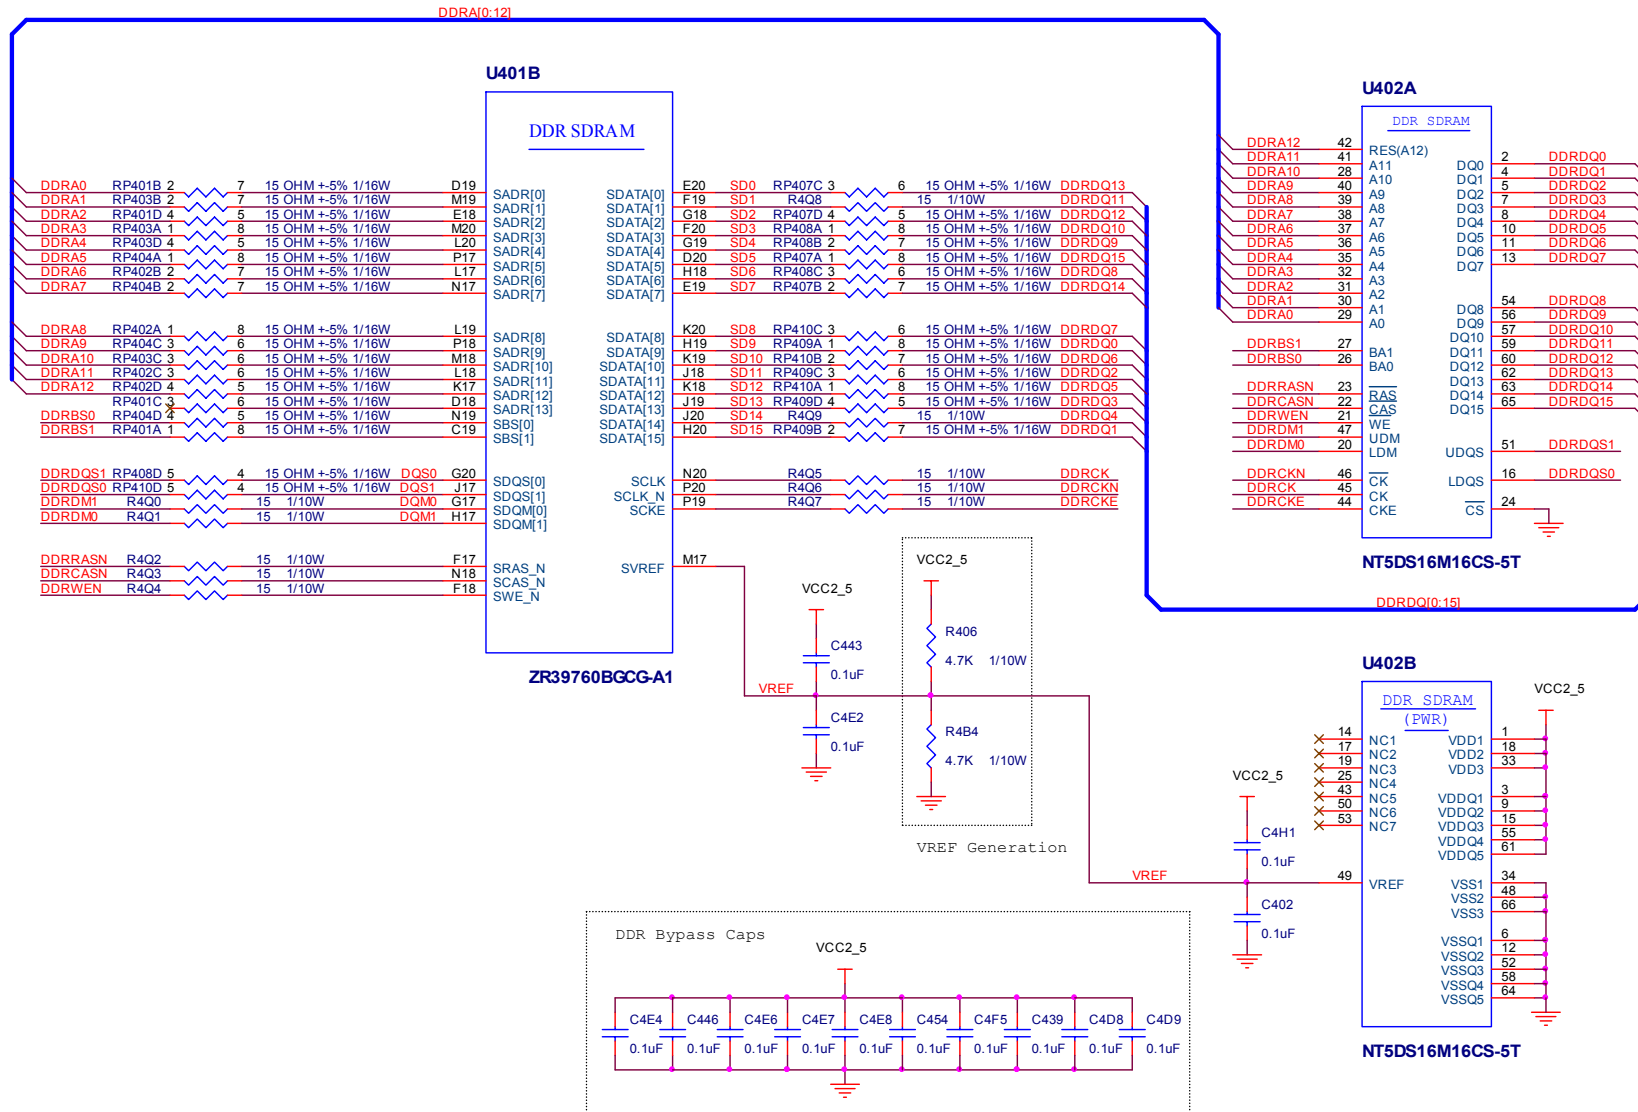 DDRA[0:12]
U401B
DDR SDRAM
DDRA0 RP401B 2 7 15 OHM +-5% 1/16W D19 SADR[0] SDATA[0] E20 SD0 RP407C 3 6 15 OHM +-5% 1/16W DDRDQ13
DDRA1 RP403B 2 7 15 OHM +-5% 1/16W M19 SADR[1] SDATA[1] F19 SD1 R4Q8 15 1/10W DDRDQ11
DDRA2 RP401D 4 5 15 OHM +-5% 1/16W E18 SADR[2] SDATA[2] G18 SD2 RP407D 4 5 15 OHM +-5% 1/16W DDRDQ12
DDRA3 RP403A 1 8 15 OHM +-5% 1/16W M20 SADR[3] SDATA[3] F20 SD3 RP408A 1 8 15 OHM +-5% 1/16W DDRDQ10
DDRA4 RP403D 4 5 15 OHM +-5% 1/16W L20 SADR[4] SDATA[4] G19 SD4 RP408B 2 7 15 OHM +-5% 1/16W DDRDQ9
DDRA5 RP404A 1 8 15 OHM +-5% 1/16W P17 SADR[5] SDATA[5] D20 SD5 RP407A 1 8 15 OHM +-5% 1/16W DDRDQ15
DDRA6 RP402B 2 7 15 OHM +-5% 1/16W L17 SADR[6] SDATA[6] H18 SD6 RP408C 3 6 15 OHM +-5% 1/16W DDRDQ8
DDRA7 RP404B 2 7 15 OHM +-5% 1/16W N17 SADR[7] SDATA[7] E19 SD7 RP407B 2 7 15 OHM +-5% 1/16W DDRDQ14
DDRA8 RP402A 1 8 15 OHM +-5% 1/16W L19 SADR[8] SDATA[8] K20 SD8 RP410C 3 6 15 OHM +-5% 1/16W DDRDQ7
DDRA9 RP404C 3 6 15 OHM +-5% 1/16W P18 SADR[9] SDATA[9] H19 SD9 RP409A 1 8 15 OHM +-5% 1/16W DDRDQ0
DDRA10 RP403C 3 6 15 OHM +-5% 1/16W M18 SADR[10] SDATA[10] K19 SD10 RP410B 2 7 15 OHM +-5% 1/16W DDRDQ6
DDRA11 RP402C 3 6 15 OHM +-5% 1/16W L18 SADR[11] SDATA[11] J18 SD11 RP409C 3 6 15 OHM +-5% 1/16W DDRDQ2
DDRA12 RP402D 4 5 15 OHM +-5% 1/16W K17 SADR[12] SDATA[12] K18 SD12 RP410A 1 8 15 OHM +-5% 1/16W DDRDQ5
RP401C 3 6 15 OHM +-5% 1/16W D18 SADR[13] SDATA[13] J19 SD13 RP409D 4 5 15 OHM +-5% 1/16W DDRDQ3
DDRBS0 RP404D 4 5 15 OHM +-5% 1/16W N19 SBS[0] SDATA[14] J20 SD14 R4Q9 15 1/10W DDRDQ4
DDRBS1 RP401A 1 8 15 OHM +-5% 1/16W C19 SBS[1] SDATA[15] H20 SD15 RP409B 2 7 15 OHM +-5% 1/16W DDRDQ1
DDRDQS1 RP408D 5 4 15 OHM +-5% 1/16W DQS0 G20 SDQS[0] SCLK N20 R4Q5 15 1/10W DDRCK
DDRDQS0 RP410D 5 4 15 OHM +-5% 1/16W DQS1 J17 SDQS[1] SCLK_N P20 R4Q6 15 1/10W DDRCKN
DDRDM1 R4Q0 15 1/10W DQM0 G17 SDQM[0] SCKE P19 R4Q7 15 1/10W DDRCKE
DDRDM0 R4Q1 15 1/10W DQM1 H17 SDQM[1]
DDRRASN R4Q2 15 1/10W F17 SRAS_N SVREF M17
DDRCASN R4Q3 15 1/10W N18 SCAS_N
DDRWEN R4Q4 15 1/10W F18 SWE_N
ZR39760BGCG-A1
U402A
DDR SDRAM
DDRA12 42 RES(A12)
DDRA11 41 A11 DQ0 2 DDRDQ0
DDRA10 28 A10 DQ1 4 DDRDQ1
DDRA9 40 A9 DQ2 5 DDRDQ2
DDRA8 39 A8 DQ3 7 DDRDQ3
DDRA7 38 A7 DQ4 8 DDRDQ4
DDRA6 37 A6 DQ5 10 DDRDQ5
DDRA5 36 A5 DQ6 11 DDRDQ6
DDRA4 35 A4 DQ7 13 DDRDQ7
DDRA3 32 A3
DDRA2 31 A2
DDRA1 30 A1 DQ8 54 DDRDQ8
DDRA0 29 A0 DQ9 56 DDRDQ9
DQ10 57 DDRDQ10
DDRBS1 27 BA1 DQ11 59 DDRDQ11
DDRBS0 26 BA0 DQ12 60 DDRDQ12
DQ13 62 DDRDQ13
DDRRASN 23 RAS DQ14 63 DDRDQ14
DDRCASN 22 CAS DQ15 65 DDRDQ15
DDRWEN 21 WE
DDRDM1 47 UDM
DDRDM0 20 LDM UDQS 51 DDRDQS1
DDRCKN 46 CK LDQS 16 DDRDQS0
DDRCK 45 CK
DDRCKE 44 CKE CS 24
NT5DS16M16CS-5T
DDRDQ[0:15]
VCC2_5
VCC2_5
C443
0.1uF
R406
4.7K 1/10W
VREF
C4E2
0.1uF
R4B4
4.7K 1/10W
VREF Generation
U402B
DDR SDRAM
(PWR)
VCC2_5
14 NC1 VDD1 1
17 NC2 VDD2 18
19 NC3 VDD3 33
25 NC4
43 NC5 VDDQ1 3
50 NC6 VDDQ2 9
53 NC7 VDDQ3 15
VDDQ4 55
VDDQ5 61
VCC2_5
C4H1
0.1uF
VREF 49 VREF VSS1 34
VSS2 48
VSS3 66
C402
0.1uF
VSSQ1 6
VSSQ2 12
VSSQ3 52
VSSQ4 58
VSSQ5 64
NT5DS16M16CS-5T
DDR Bypass Caps
VCC2_5
C4E4 C446 C4E6 C4E7 C4E8 C454 C4F5 C439 C4D8 C4D9
0.1uF 0.1uF 0.1uF 0.1uF 0.1uF 0.1uF 0.1uF 0.1uF 0.1uF 0.1uF